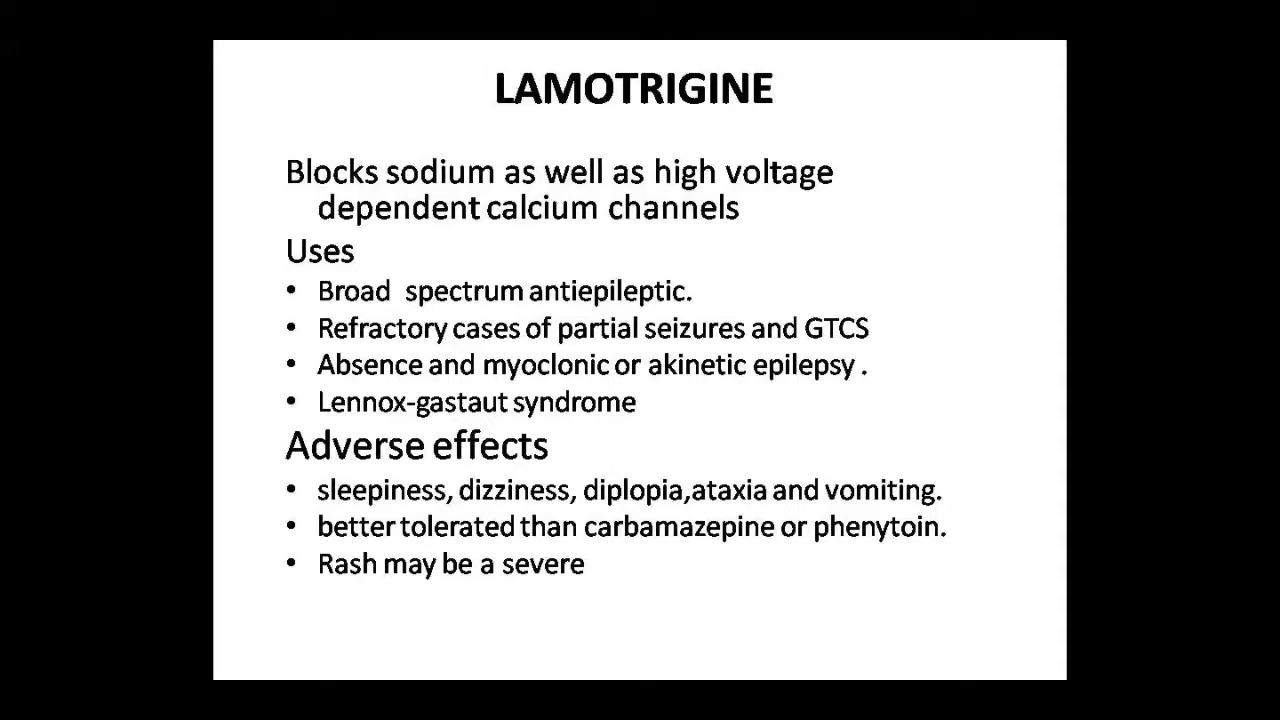 LAMOTRIGINE
Blocks sodium as well as high voltage
dependent calcium channels
Uses
• Broad spectrum antiepileptic.
• Refractory cases of partial seizures and GTCS
• Absence and myoclonic or akinetic epilepsy .
• Lennox-gastaut syndrome
Adverse effects
• sleepiness, dizziness, diplopia,ataxia and vomiting.
• better tolerated than carbamazepine or phenytoin.
• Rash may be a severe